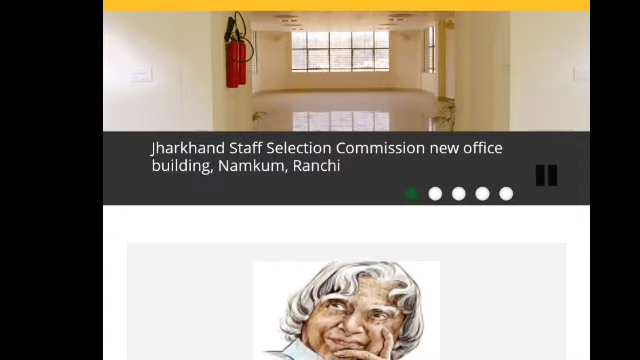 Jharkhand Staff Selection Commission new office
building, Namkum, Ranchi